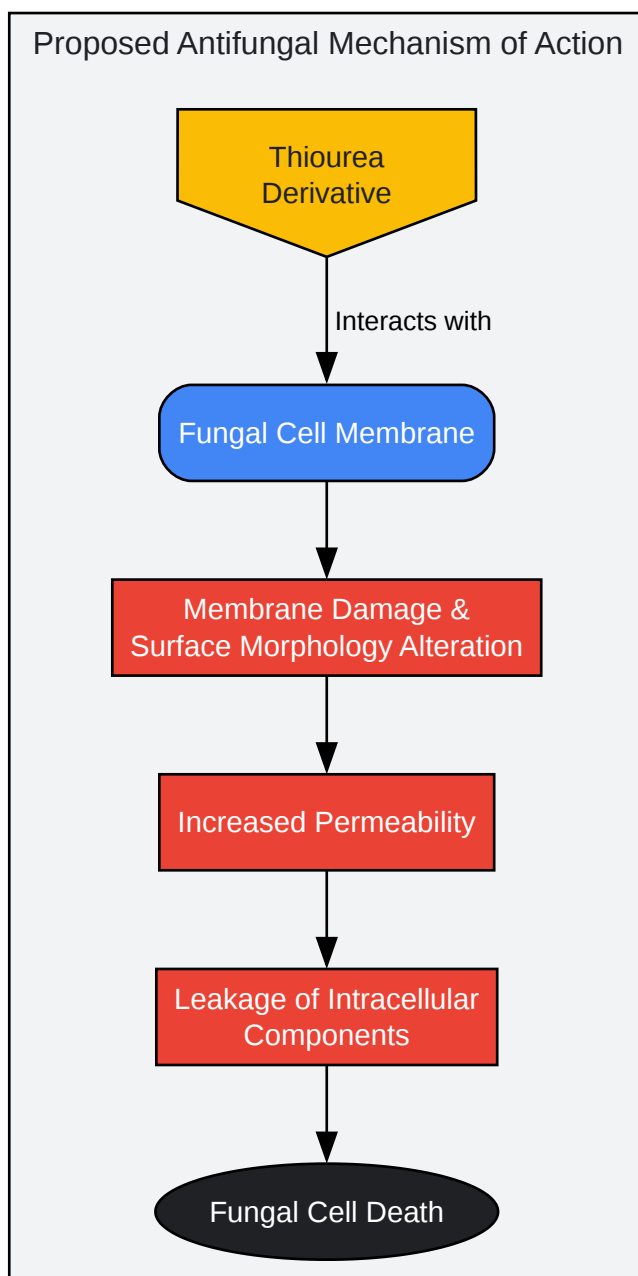 Proposed Antifungal Mechanism of Action
Thiourea
Derivative
Interacts with
Fungal Cell Membrane
Membrane Damage &
Surface Morphology Alteration
Increased Permeability
Leakage of Intracellular
Components
Fungal Cell Death